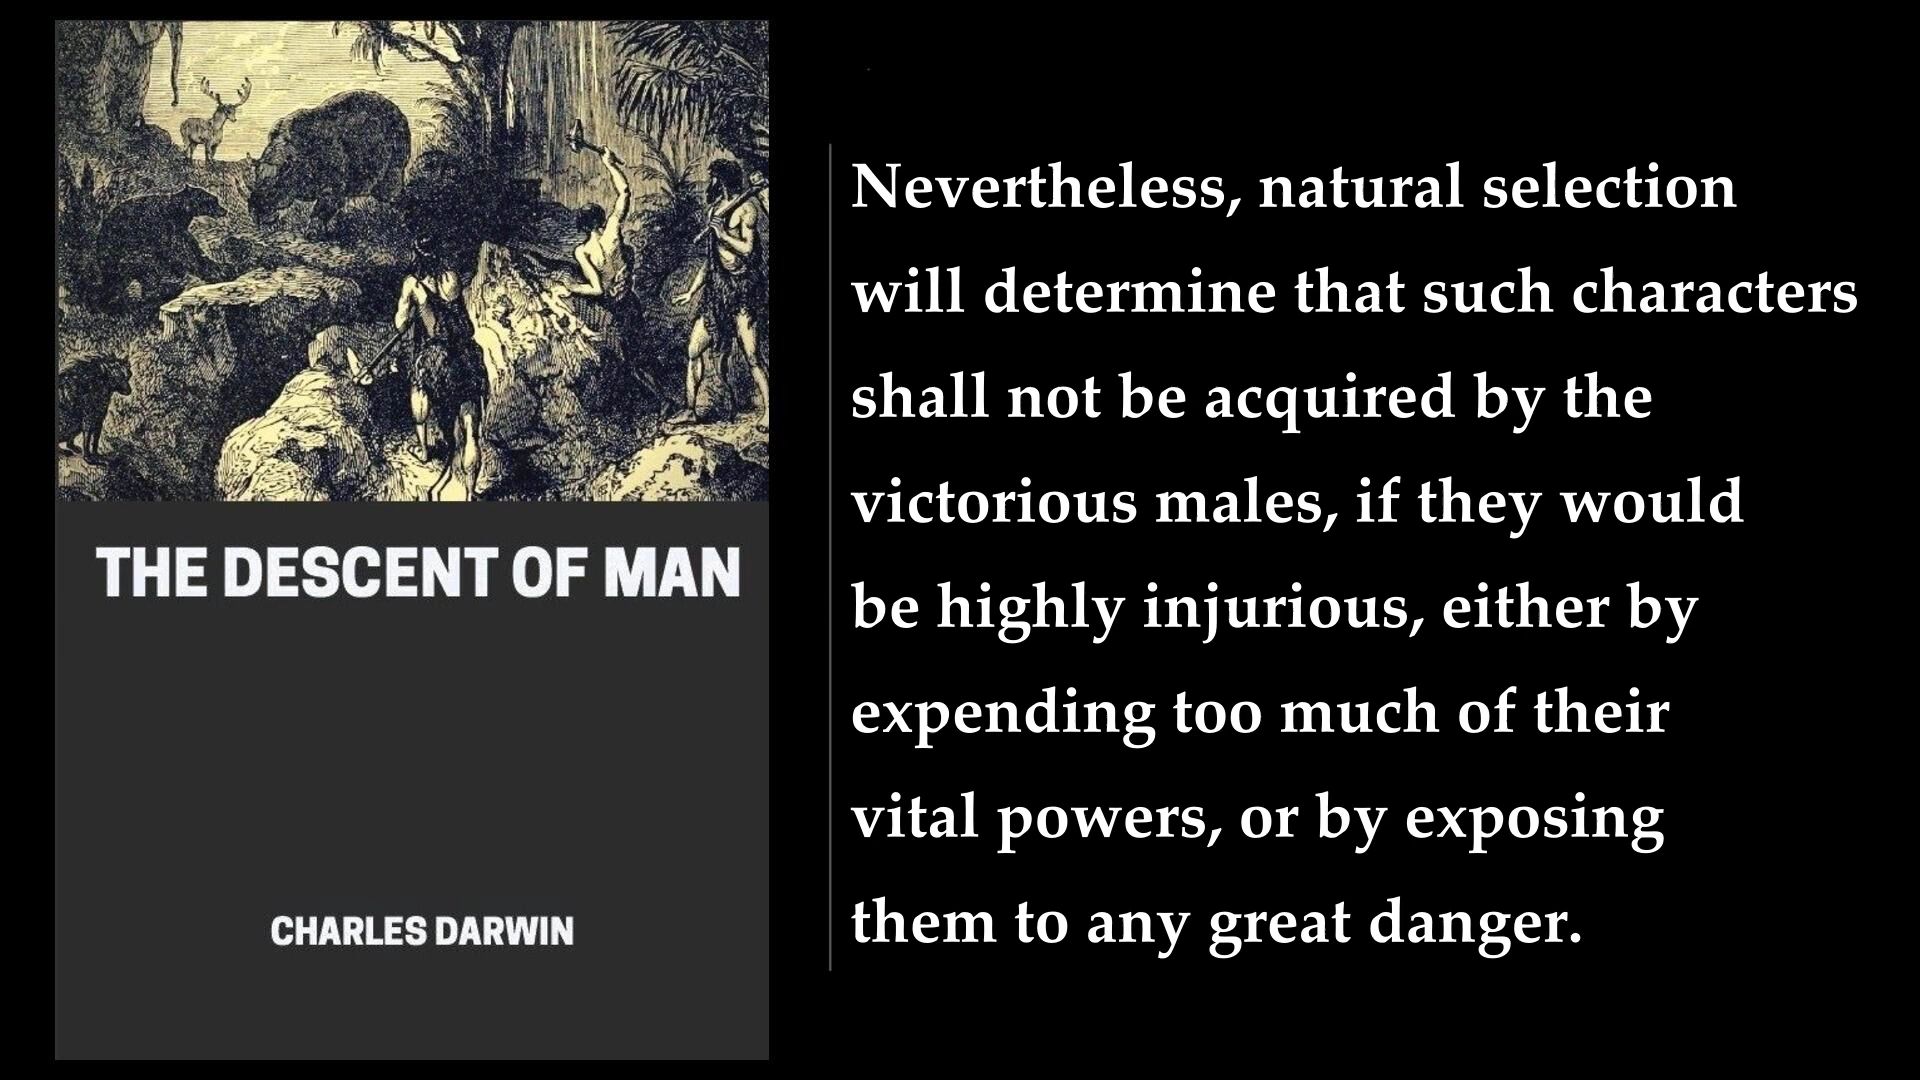 THE DESCENT OF MAN
CHARLES DARWIN
Nevertheless, natural selection
will determine that such characters
shall not be acquired by the
victorious males, if they would
be highly injurious, either by
expending too much of their
vital powers, or by exposing
them to any great danger.